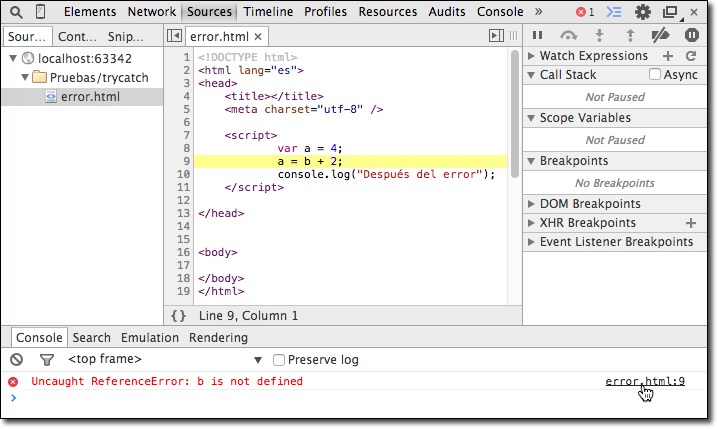 Elements Network Sources Timeline Profiles Resources Audits Console » 1
Sour... Cont... Snip... »
error.html
localhost:63342
Pruebas/trycatch
error.html
1 <!DOCTYPE html>
2 <html lang="es">
3 <head>
4 <title></title>
5 <meta charset="utf-8" />
6
7 <script>
8 var a = 4;
9 a = b + 2;
10 console.log("Después del error");
11 </script>
12
13 </head>
14
15
16 <body>
17
18 </body>
19 </html>
{} Line 9, Column 1
Watch Expressions
Call Stack Async
Not Paused
Scope Variables
Not Paused
Breakpoints
No Breakpoints
DOM Breakpoints
XHR Breakpoints
Event Listener Breakpoints
Console Search Emulation Rendering
<top frame> Preserve log
Uncaught ReferenceError: b is not defined error.html:9
>